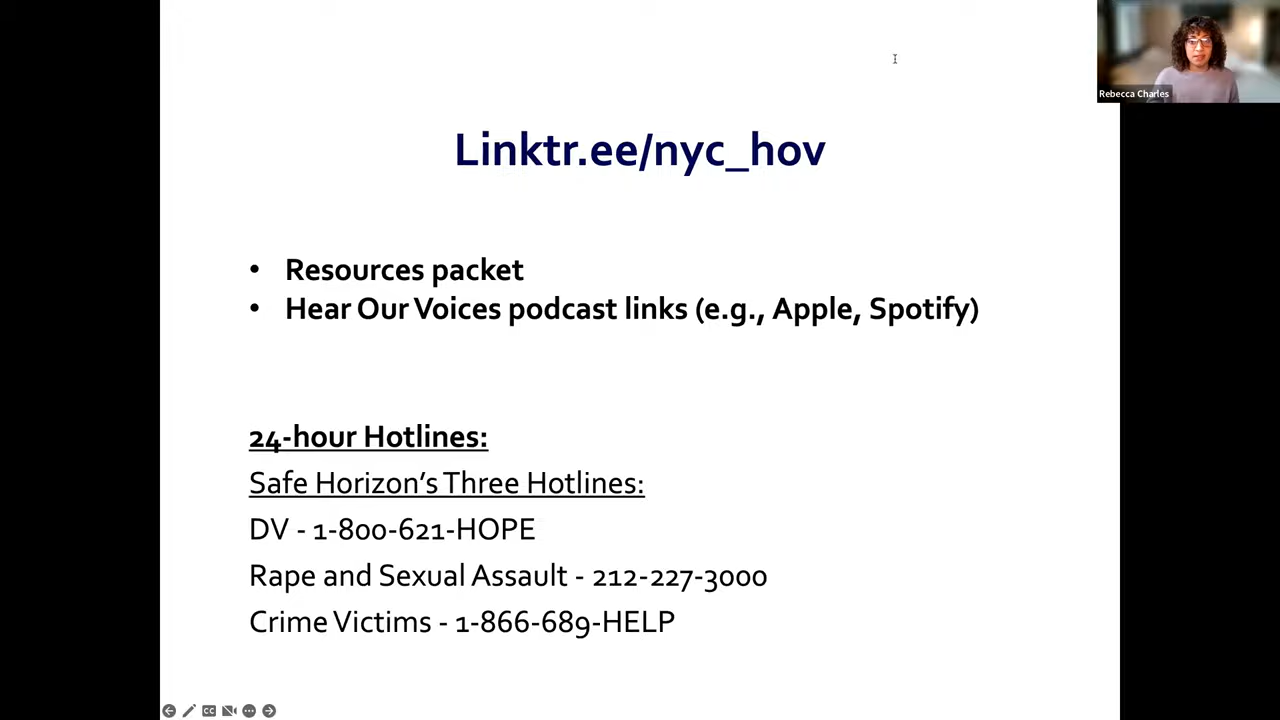 Linktr.ee/nyc_hov
Rebecca Charles
• Resources packet
• Hear Our Voices podcast links (e.g., Apple, Spotify)
24-hour Hotlines:
Safe Horizon’s Three Hotlines:
DV - 1-800-621-HOPE
Rape and Sexual Assault - 212-227-3000
Crime Victims - 1-866-689-HELP
CC